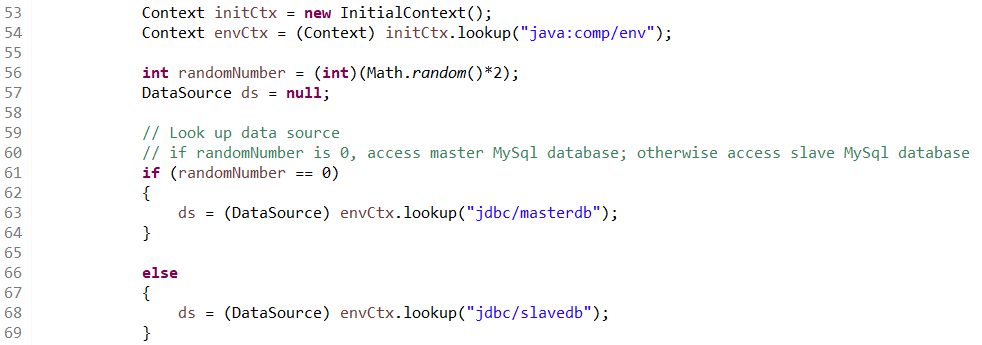 53 Context initCtx = new InitialContext();
54 Context envCtx = (Context) initCtx.lookup("java:comp/env");
55
56 int randomNumber = (int)(Math.random()*2);
57 DataSource ds = null;
58
59 // Look up data source
60 // if randomNumber is 0, access master MySql database; otherwise access slave MySql database
61 if (randomNumber == 0)
62 {
63     ds = (DataSource) envCtx.lookup("jdbc/masterdb");
64 }
65
66 else
67 {
68     ds = (DataSource) envCtx.lookup("jdbc/slavedb");
69 }